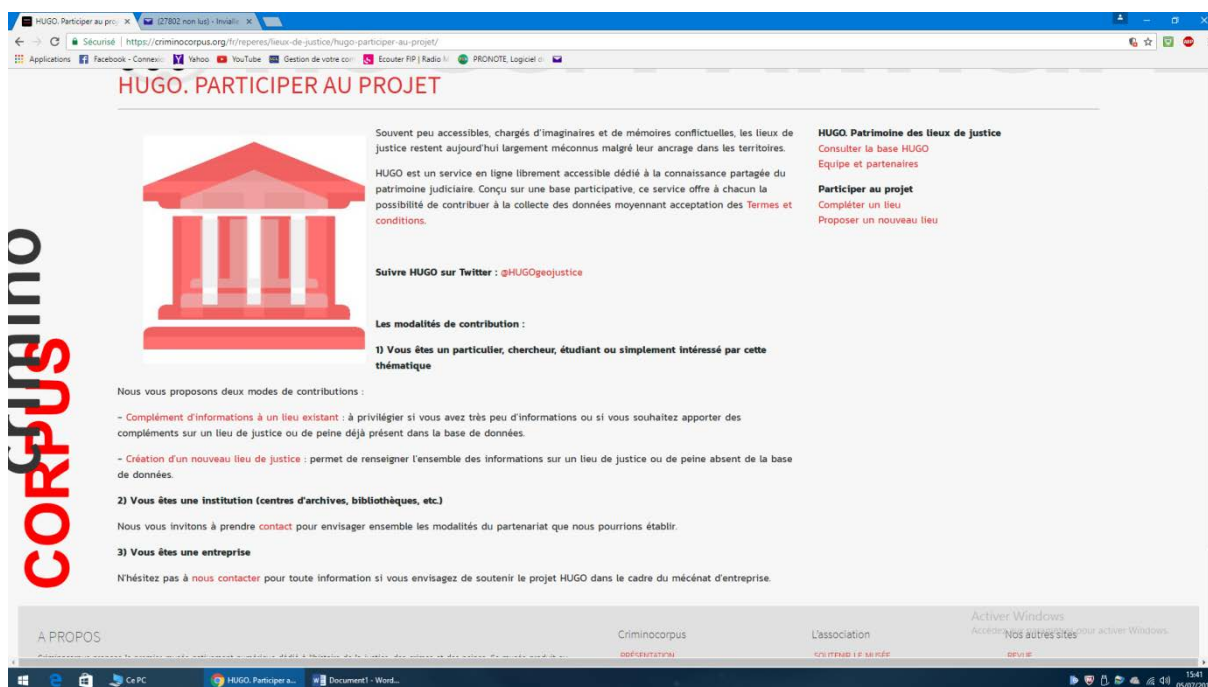 HUGO. Participer au proj
(27802 non lus) - Invialle
Sécurisé | https://criminocorpus.org/fr/reperes/lieux-de-justice/hugo-participer-au-projet/
Applications Facebook - Connexio Yahoo YouTube Gestion de votre com Ecouter FIP | Radio PRONOTE, Logiciel d
HUGO. PARTICIPER AU PROJET
Souvent peu accessibles, chargés d'imaginaires et de mémoires conflictuelles, les lieux de
justice restent aujourd'hui largement méconnus malgré leur ancrage dans les territoires.
HUGO est un service en ligne librement accessible dédié à la connaissance partagée du
patrimoine judiciaire. Conçu sur une base participative, ce service offre à chacun la
possibilité de contribuer à la collecte des données moyennant acceptation des Termes et
conditions.
Suivre HUGO sur Twitter : @HUGOgeojustice
Les modalités de contribution :
1) Vous êtes un particulier, chercheur, étudiant ou simplement intéressé par cette
thématique
Nous vous proposons deux modes de contributions :
– Complément d'informations à un lieu existant : à privilégier si vous avez très peu d'informations ou si vous souhaitez apporter des
compléments sur un lieu de justice ou de peine déjà présent dans la base de données.
– Création d'un nouveau lieu de justice : permet de renseigner l'ensemble des informations sur un lieu de justice ou de peine absent de la base
de données.
2) Vous êtes une institution (centres d'archives, bibliothèques, etc.)
Nous vous invitons à prendre contact pour envisager ensemble les modalités du partenariat que nous pourrions établir.
3) Vous êtes une entreprise
N'hésitez pas à nous contacter pour toute information si vous envisagez de soutenir le projet HUGO dans le cadre du mécénat d'entreprise.
HUGO. Patrimoine des lieux de justice
Consulter la base HUGO
Equipe et partenaires
Participer au projet
Compléter un lieu
Proposer un nouveau lieu
crimino
CORPUS
A PROPOS
Criminocorpus
PRÉSENTATION
L'association
SOUTENIR LE MUSÉE
Nos autres sites
REVUE
Activer Windows
pour activer Windows.
Ce PC
HUGO. Participer a...
Document1 - Word...
15:41